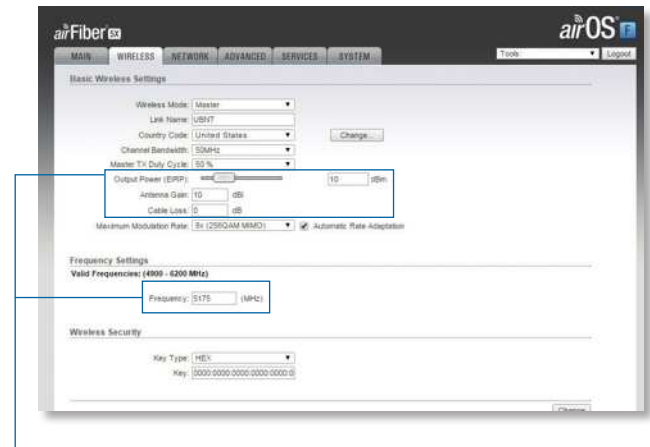 airFiber 5X
airOS F
MAIN WIRELESS NETWORK ADVANCED SERVICES SYSTEM Tools: Logout
Basic Wireless Settings
Wireless Mode: Master
Link Name: UBNT
Country Code: United States Change...
Channel Bandwidth: 50MHz
Master TX Duty Cycle: 50 %
Output Power (EIRP): 10 dBm
Antenna Gain: 10 dBi
Cable Loss: 0 dB
Maximum Modulation Rate: 8x (256QAM MIMO) Automatic Rate Adaptation
Frequency Settings
Valid Frequencies: (4900 - 6200 MHz)
Frequency: 5175 (MHz)
Wireless Security
Key Type: HEX
Key: 0000:0000:0000:0000:0000:0
Change